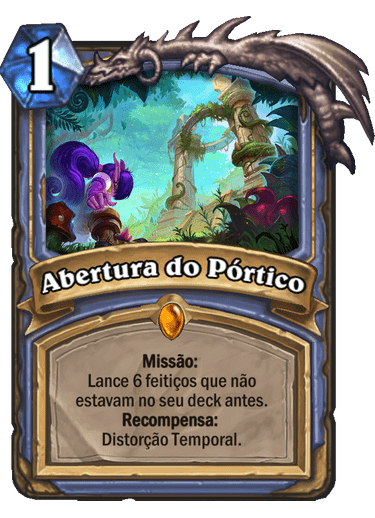 1
Abertura do Pórtico
Missão:
Lance 6 feitiços que não
estavam no seu deck antes.
Recompensa:
Distorção Temporal.